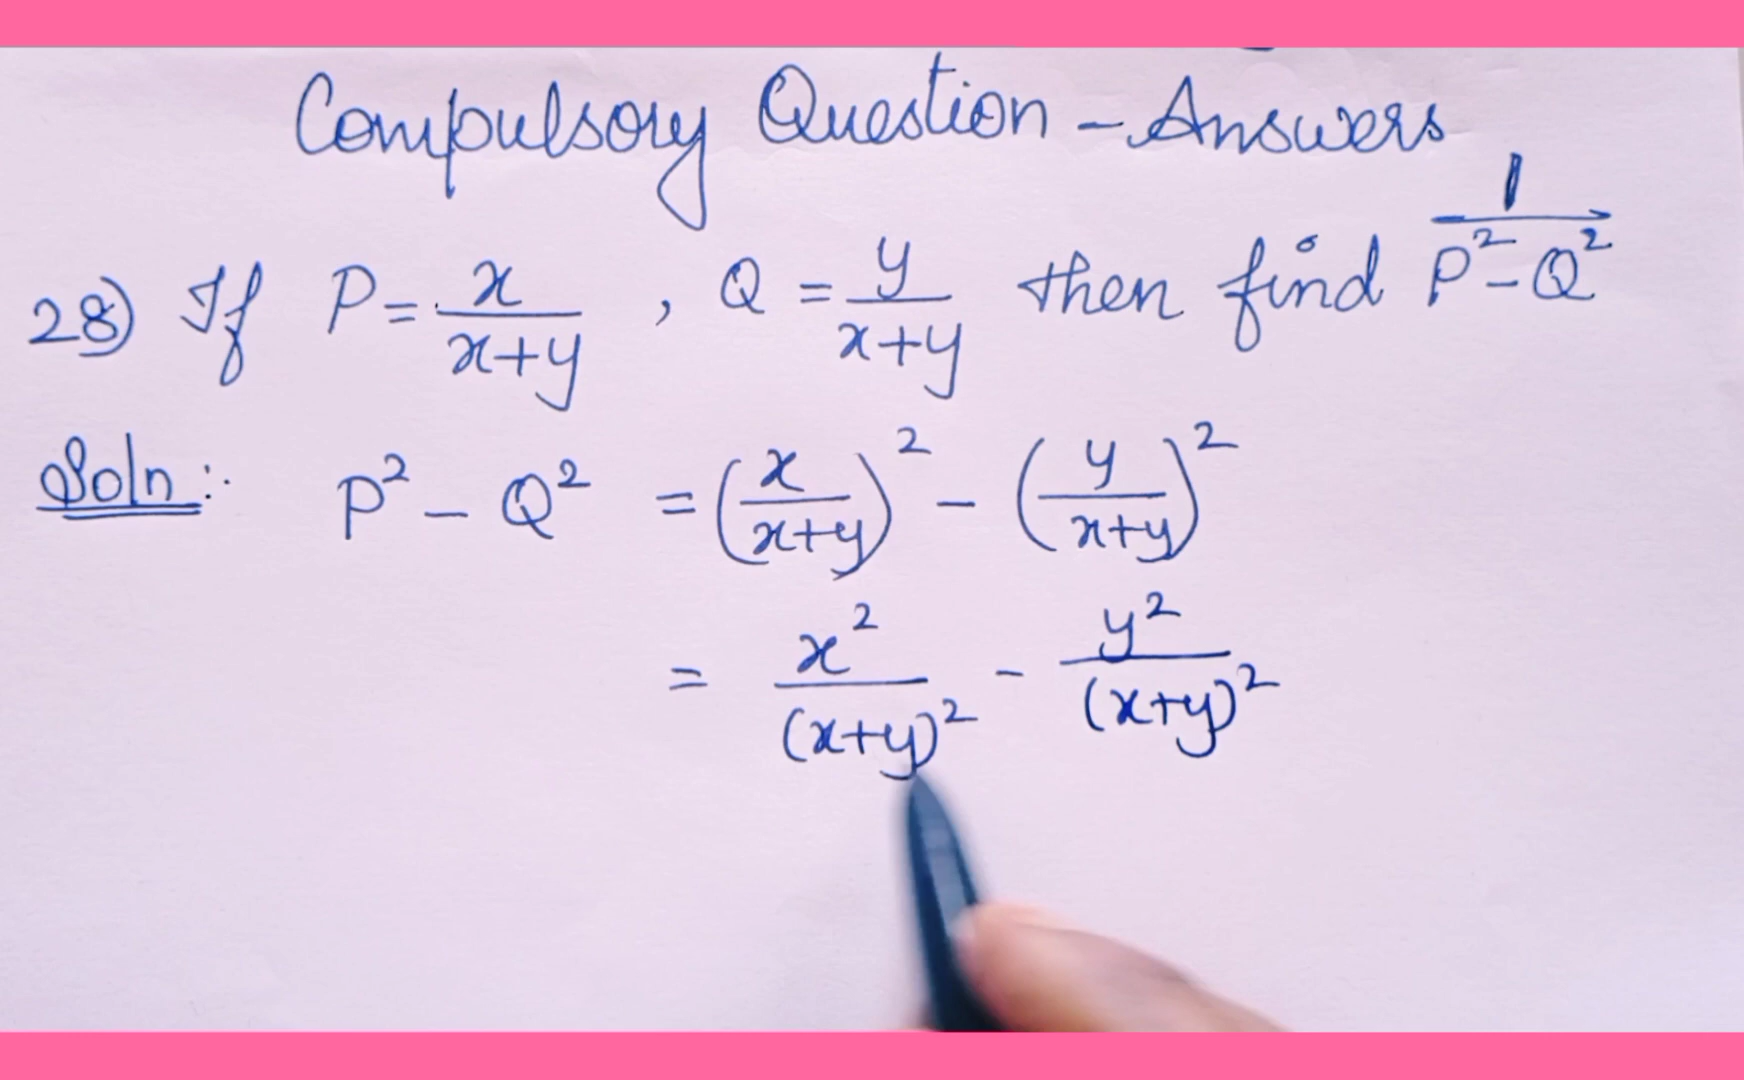 Compulsory Question - Answers
28) If P = x/(x+y) , Q = y/(x+y) then find 1/(P² - Q²)
Soln :- P² - Q² = (x/(x+y))² - (y/(x+y))²
= x²/(x+y)² - y²/(x+y)²